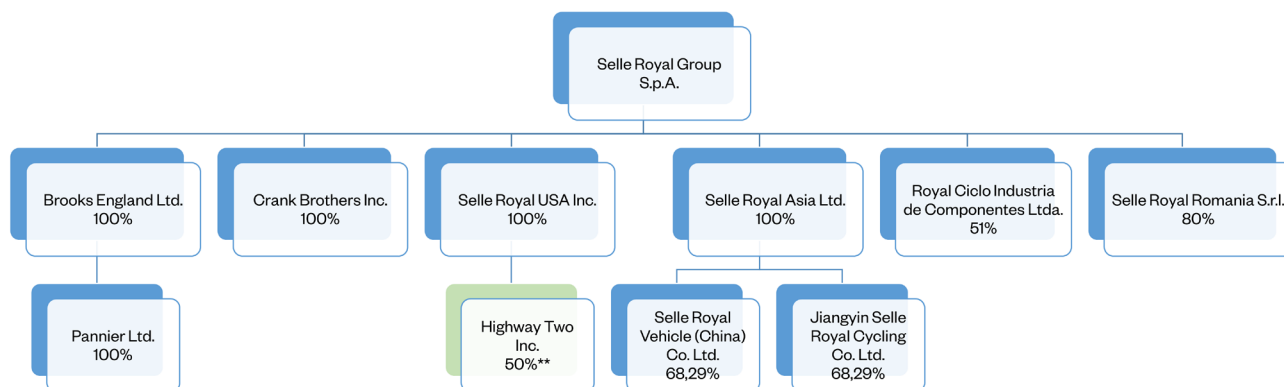 Selle Royal Group
S.p.A.
Brooks England Ltd.
100%
Crank Brothers Inc.
100%
Selle Royal USA Inc.
100%
Selle Royal Asia Ltd.
100%
Royal Ciclo Industria
de Componentes Ltda.
51%
Selle Royal Romania S.r.l.
80%
Pannier Ltd.
100%
Highway Two
Inc.
50%**
Selle Royal
Vehicle (China)
Co. Ltd.
68,29%
Jiangyin Selle
Royal Cycling
Co. Ltd.
68,29%